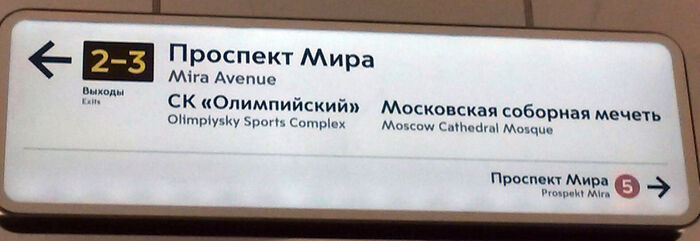 ← 2–3 Проспект Мира
Mira Avenue
Выходы
Exits
СК «Олимпийский»
Olimpiysky Sports Complex
Московская соборная мечеть
Moscow Cathedral Mosque
Проспект Мира 5 →
Prospekt Mira